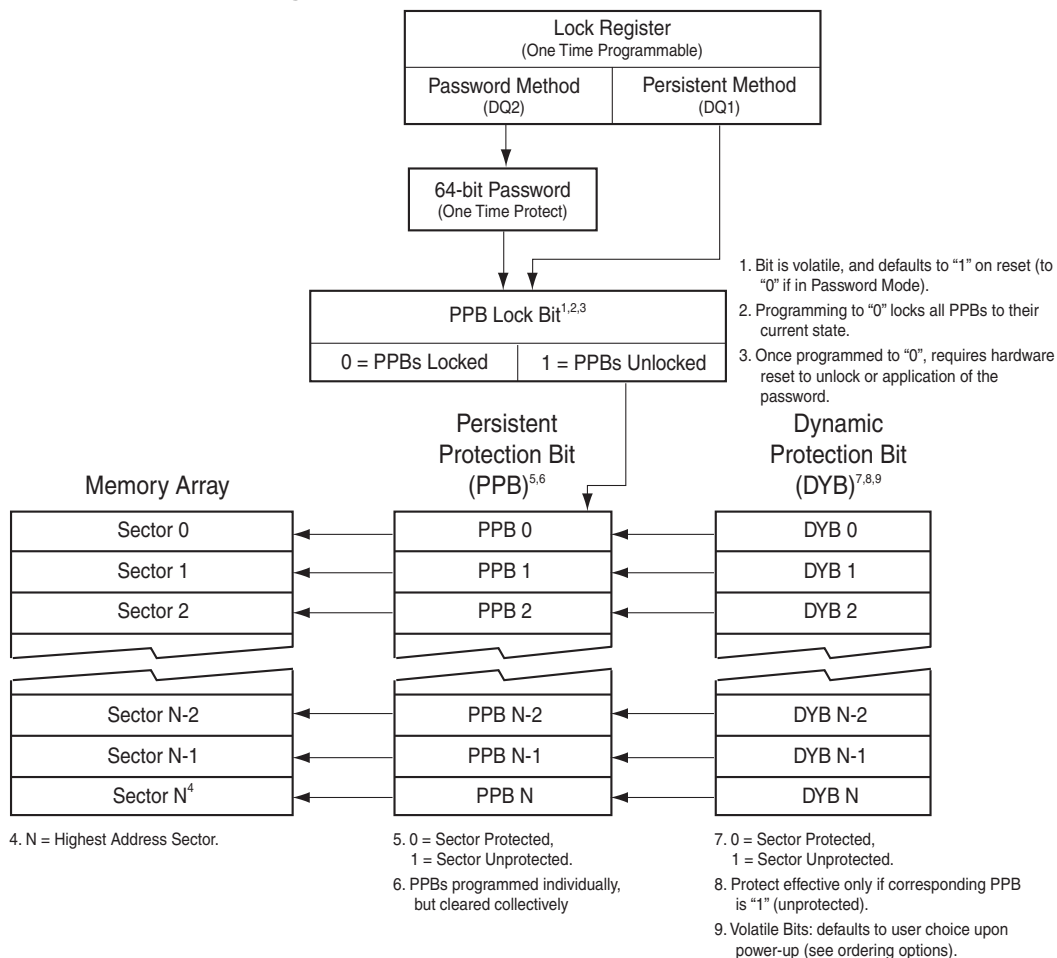 Lock Register
(One Time Programmable)
Password Method
(DQ2)
Persistent Method
(DQ1)
64-bit Password
(One Time Protect)
PPB Lock Bit1,2,3
0 = PPBs Locked
1 = PPBs Unlocked
1. Bit is volatile, and defaults to “1” on reset (to
“0” if in Password Mode).
2. Programming to “0” locks all PPBs to their
current state.
3. Once programmed to “0”, requires hardware
reset to unlock or application of the
password.
Memory Array
Persistent
Protection Bit
(PPB)5,6
Dynamic
Protection Bit
(DYB)7,8,9
Sector 0
PPB 0
DYB 0
Sector 1
PPB 1
DYB 1
Sector 2
PPB 2
DYB 2
Sector N-2
PPB N-2
DYB N-2
Sector N-1
PPB N-1
DYB N-1
Sector N4
PPB N
DYB N
4. N = Highest Address Sector.
5. 0 = Sector Protected,
1 = Sector Unprotected.
6. PPBs programmed individually,
but cleared collectively
7. 0 = Sector Protected,
1 = Sector Unprotected.
8. Protect effective only if corresponding PPB
is “1” (unprotected).
9. Volatile Bits: defaults to user choice upon
power-up (see ordering options).